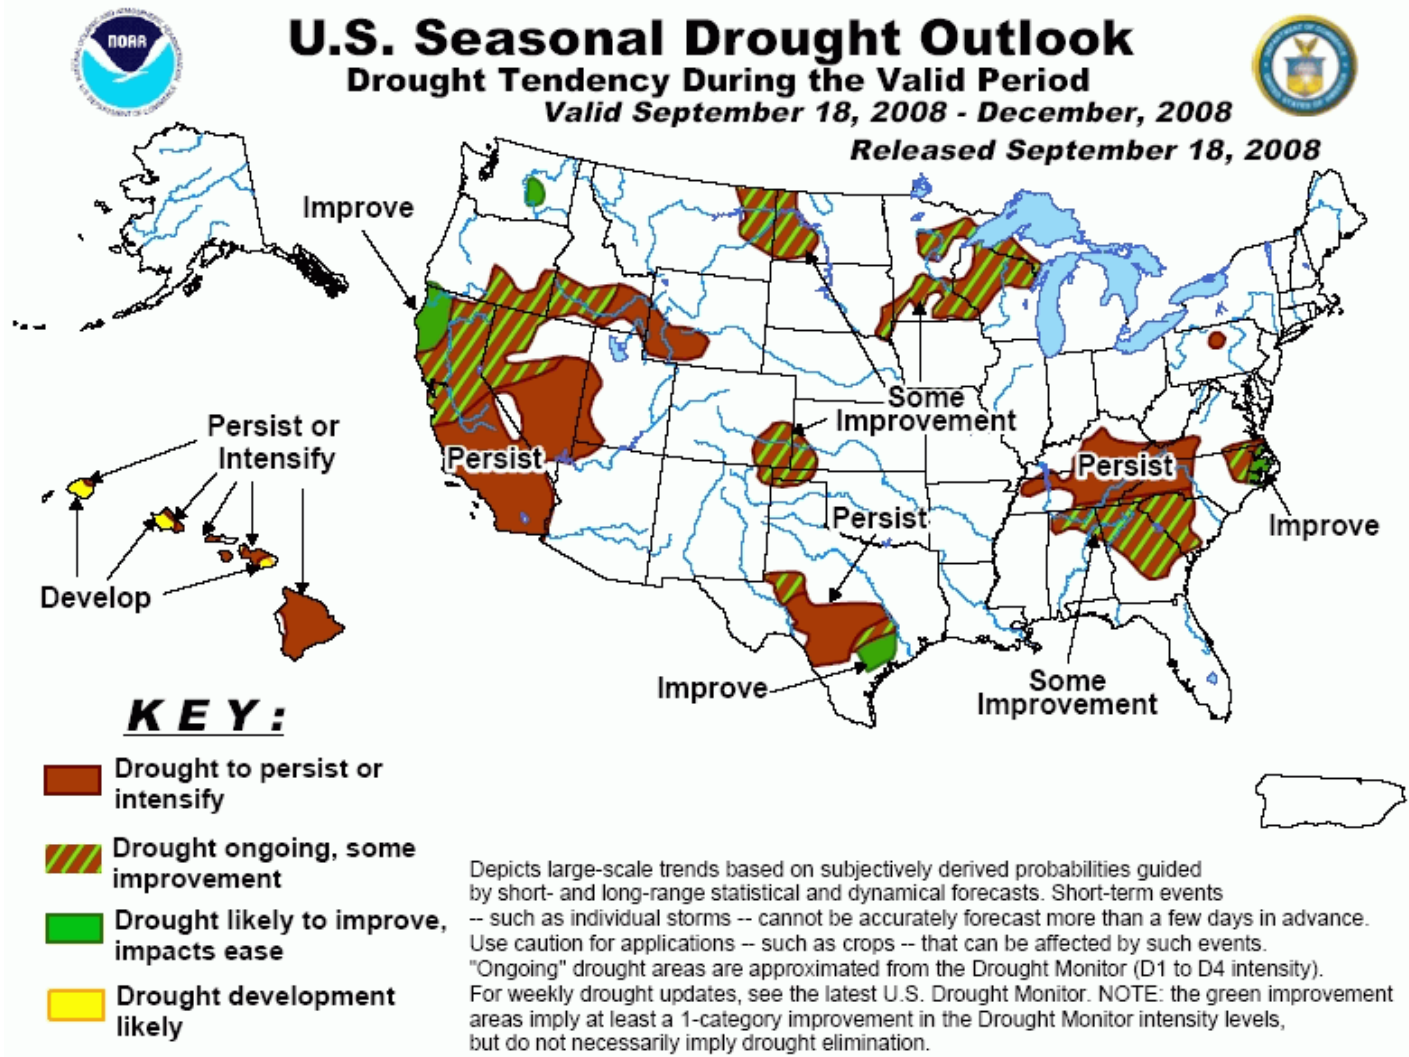 NOAA
U.S. Seasonal Drought Outlook
Drought Tendency During the Valid Period
Valid September 18, 2008 - December, 2008
Released September 18, 2008
Improve
Some
Improvement
Persist or
Intensify
Persist
Persist
Persist
Improve
Develop
Improve
Some
Improvement
KEY:
Drought to persist or
intensify
Drought ongoing, some
improvement
Drought likely to improve,
impacts ease
Drought development
likely
Depicts large-scale trends based on subjectively derived probabilities guided
by short- and long-range statistical and dynamical forecasts. Short-term events
-- such as individual storms -- cannot be accurately forecast more than a few days in advance.
Use caution for applications -- such as crops -- that can be affected by such events.
"Ongoing" drought areas are approximated from the Drought Monitor (D1 to D4 intensity).
For weekly drought updates, see the latest U.S. Drought Monitor. NOTE: the green improvement
areas imply at least a 1-category improvement in the Drought Monitor intensity levels,
but do not necessarily imply drought elimination.